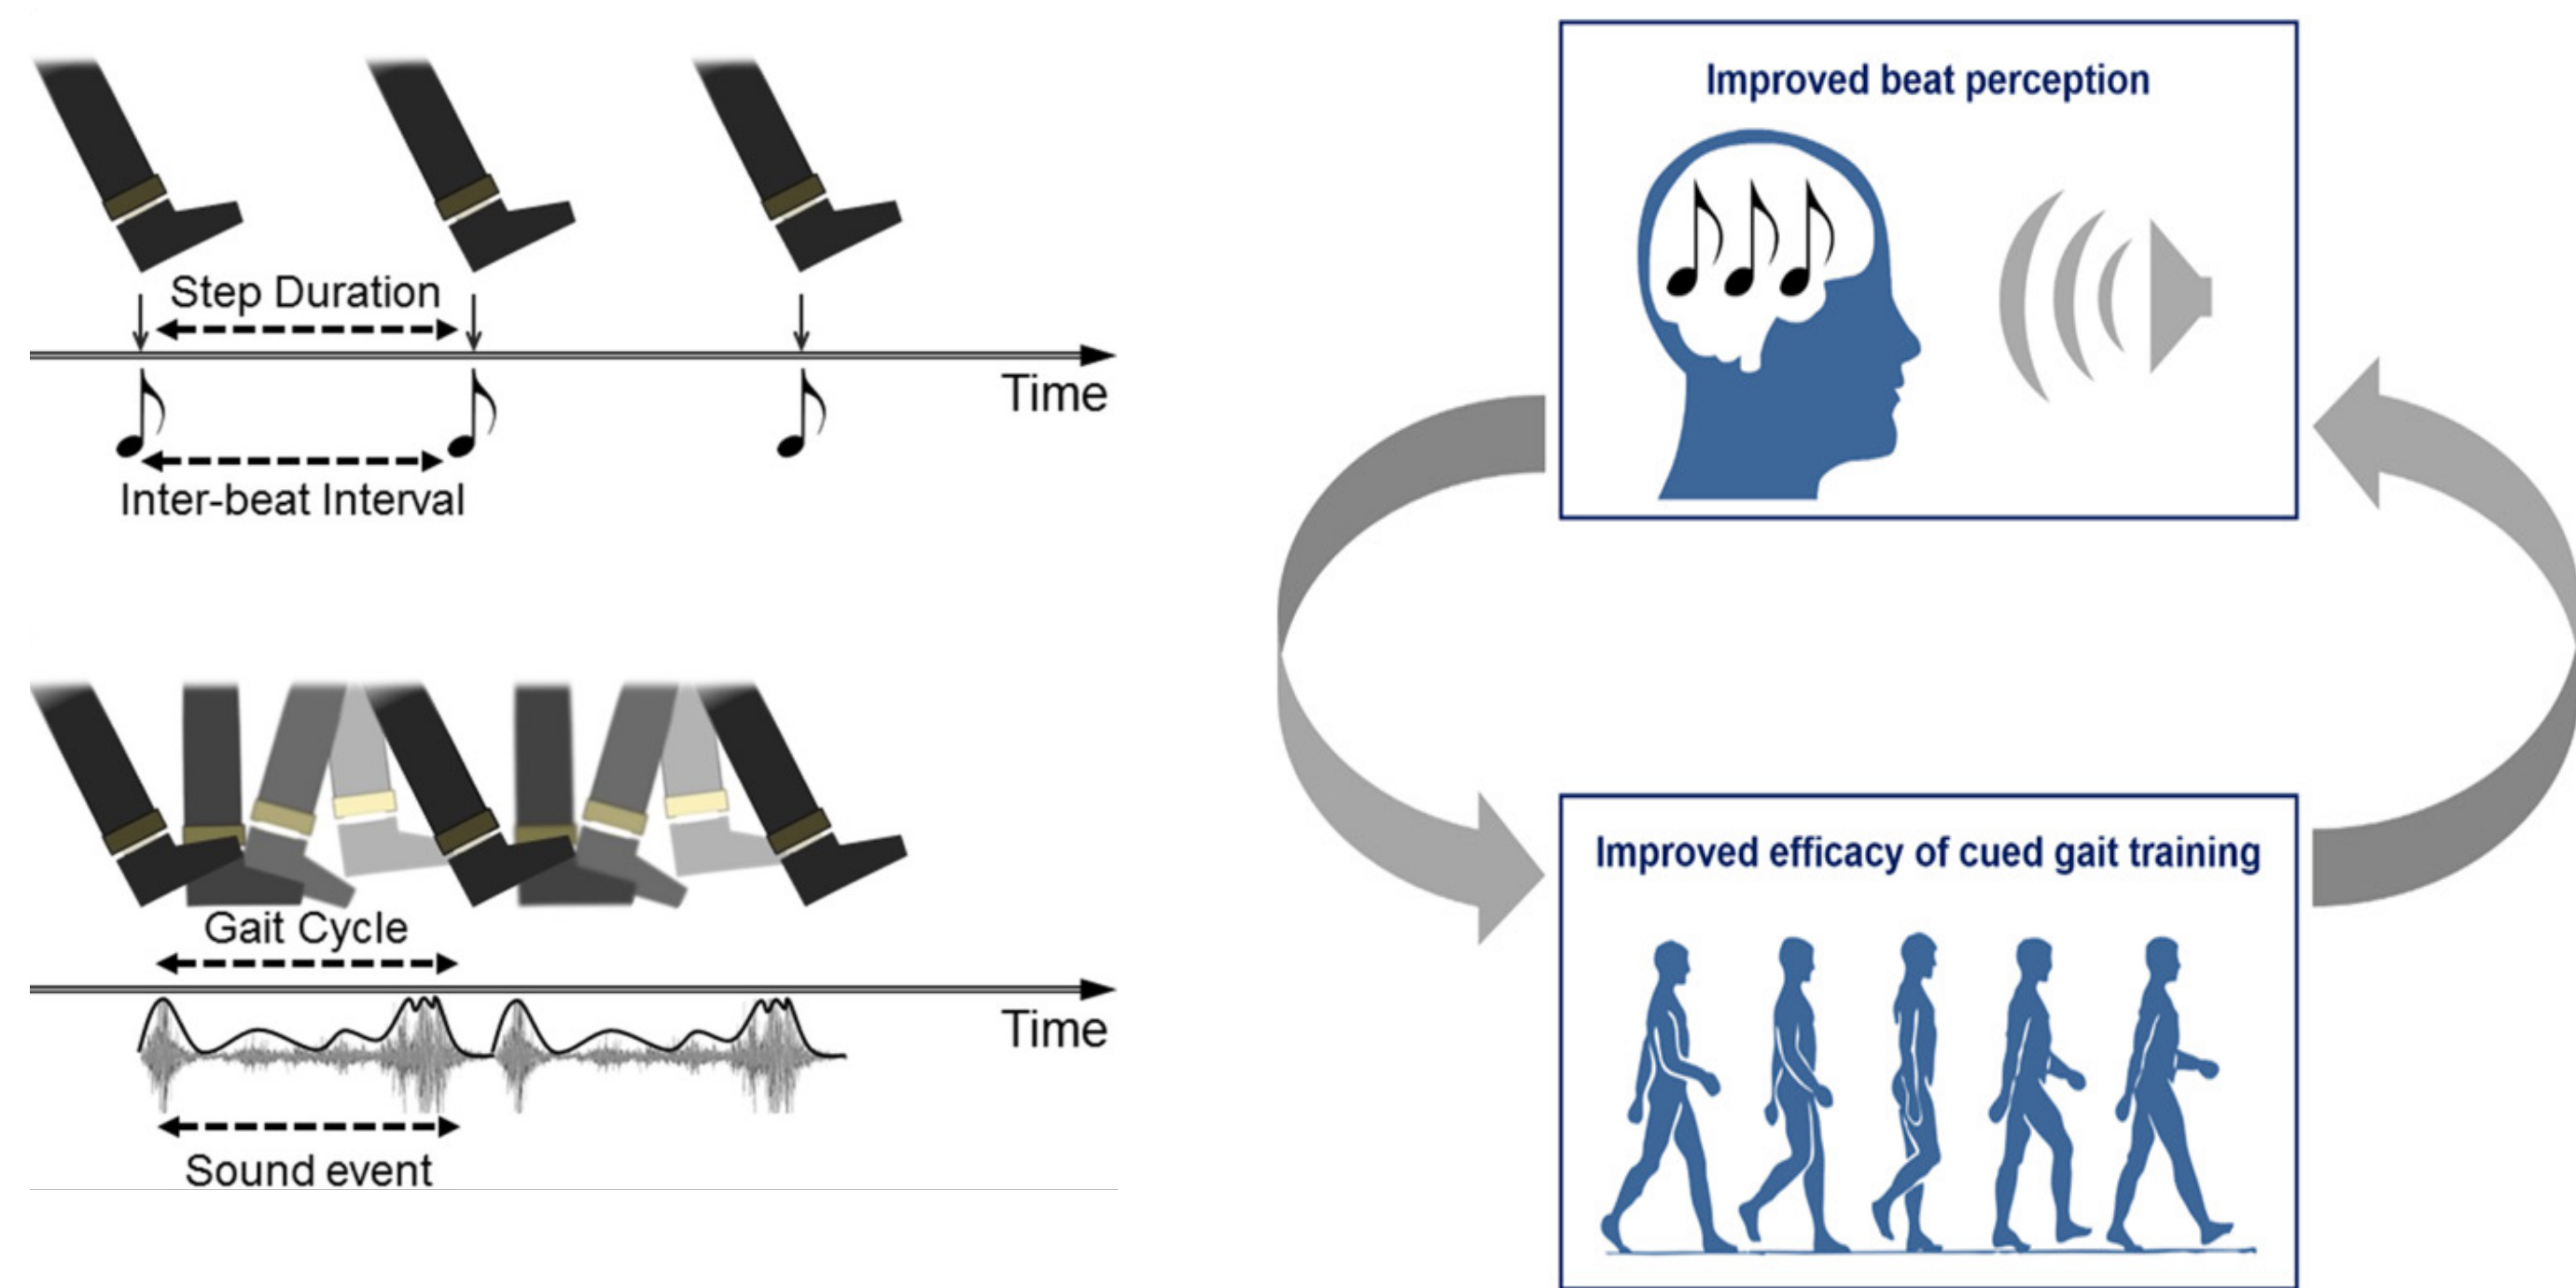 Step Duration
Time
Inter-beat Interval
Gait Cycle
Time
Sound event
Improved beat perception
Improved efficacy of cued gait training